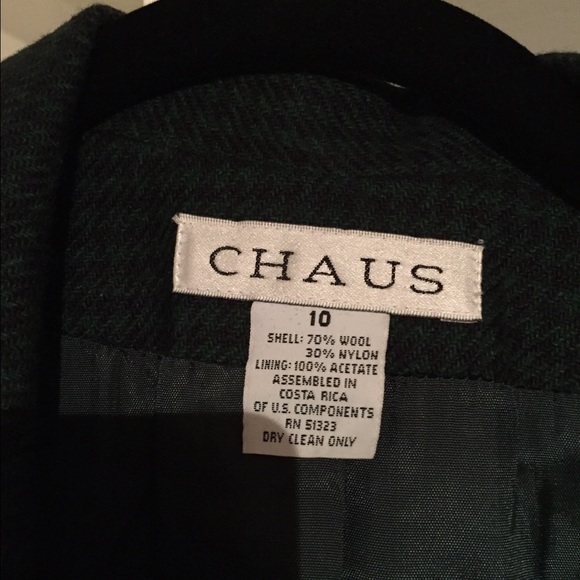 CHAUS
10
SHELL: 70% WOOL
30% NYLON
LINING: 100% ACETATE
ASSEMBLED IN
COSTA RICA
OF U.S. COMPONENTS
RN 51323
DRY CLEAN ONLY